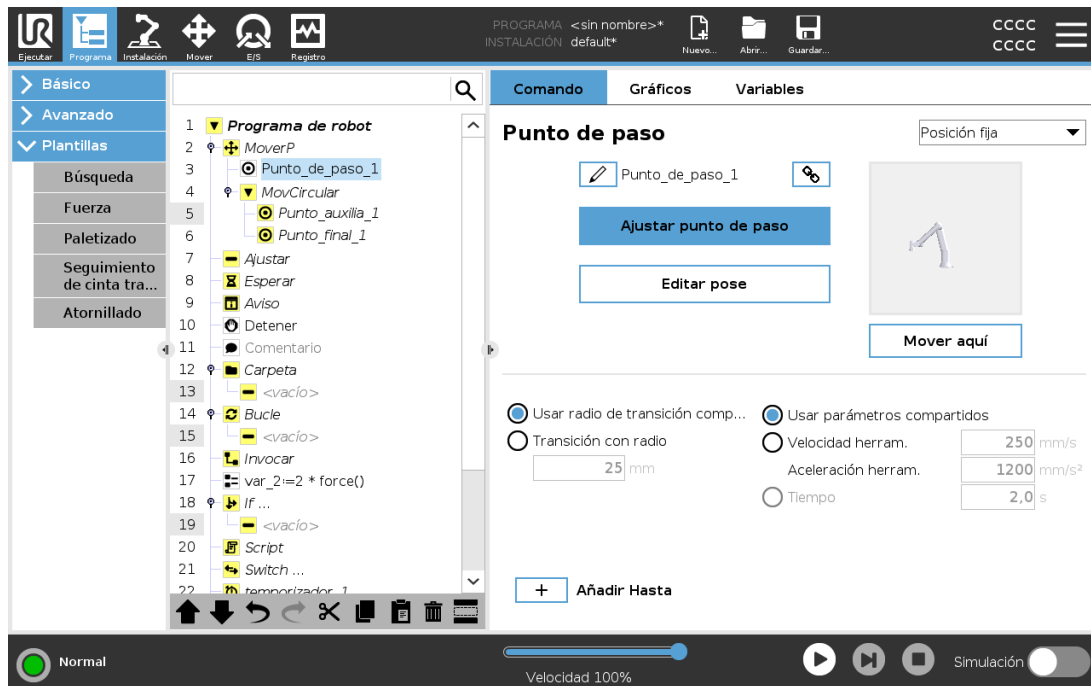 PROGRAMA <sin nombre>*
INSTALACIÓN default*
CCCC
CCCC
Ejecutar Programa Instalación Mover E/S Registro Nuevo... Abrir... Guardar...
Básico
Avanzado
Plantillas
Búsqueda
Fuerza
Paletizado
Seguimiento
de cinta tra...
Atornillado
1 Programa de robot
2 MoverP
3 Punto_de_paso_1
4 MovCircular
5 Punto_auxilia_1
6 Punto_final_1
7 Ajustar
8 Esperar
9 Aviso
10 Detener
11 Comentario
12 Carpeta
13 <vacío>
14 Bucle
15 <vacío>
16 Invocar
17 var_2:=2 * force()
18 If ...
19 <vacío>
20 Script
21 Switch ...
22 temporizador_1
Comando Gráficos Variables
Punto de paso
Posición fija
Punto_de_paso_1
Ajustar punto de paso
Editar pose
Mover aquí
Usar radio de transición comp...
Transición con radio
25 mm
Usar parámetros compartidos
Velocidad herram. 250 mm/s
Aceleración herram. 1200 mm/s²
Tiempo 2,0 s
+ Añadir Hasta
Normal
Velocidad 100%
Simulación